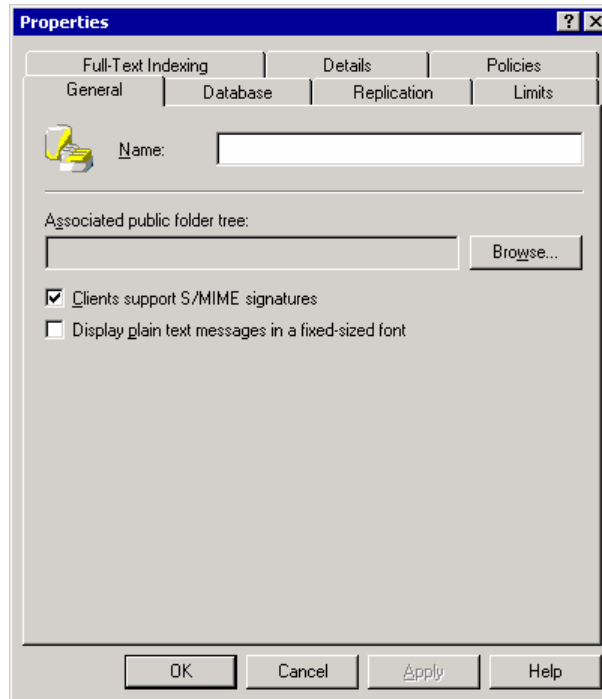 Properties
Full-Text Indexing Details Policies
General Database Replication Limits
Name:
Associated public folder tree:
Browse...
Clients support S/MIME signatures
Display plain text messages in a fixed-sized font
OK Cancel Apply Help